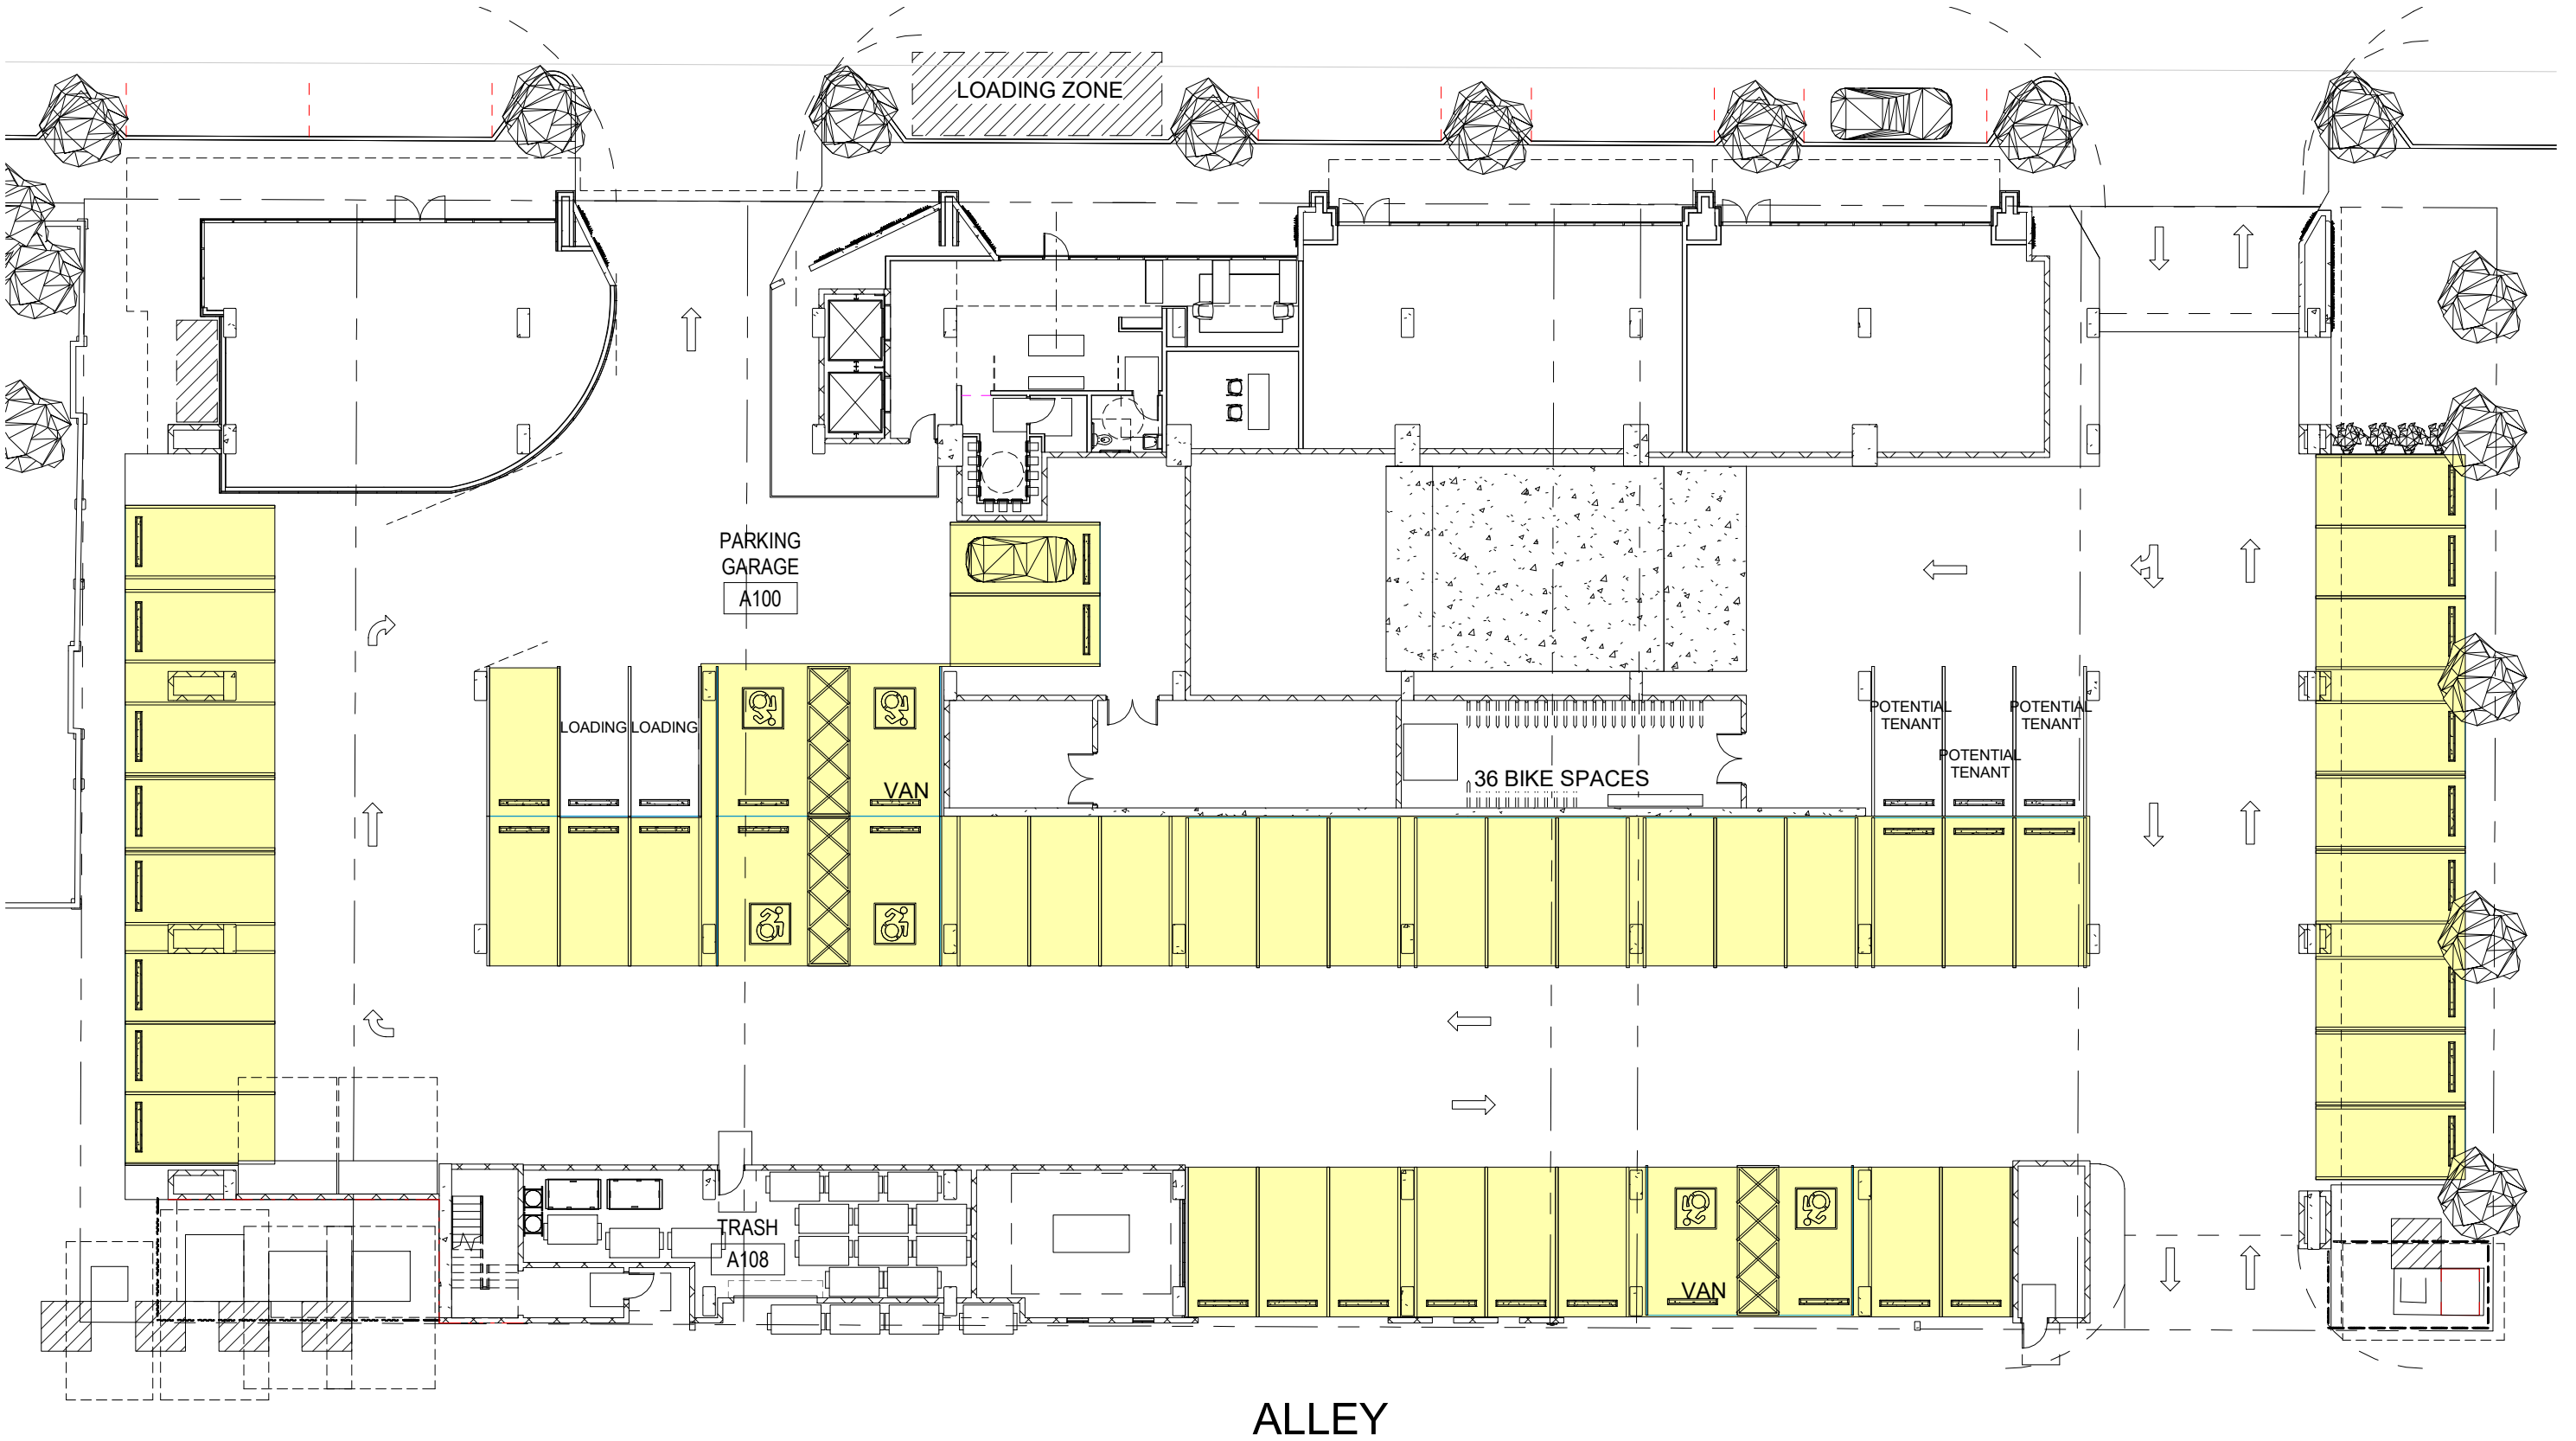 LOADING ZONE
PARKING
GARAGE
A100
LOADING
LOADING
VAN
36 BIKE SPACES
POTENTIAL
TENANT
POTENTIAL
TENANT
POTENTIAL
TENANT
TRASH
A108
VAN
ALLEY